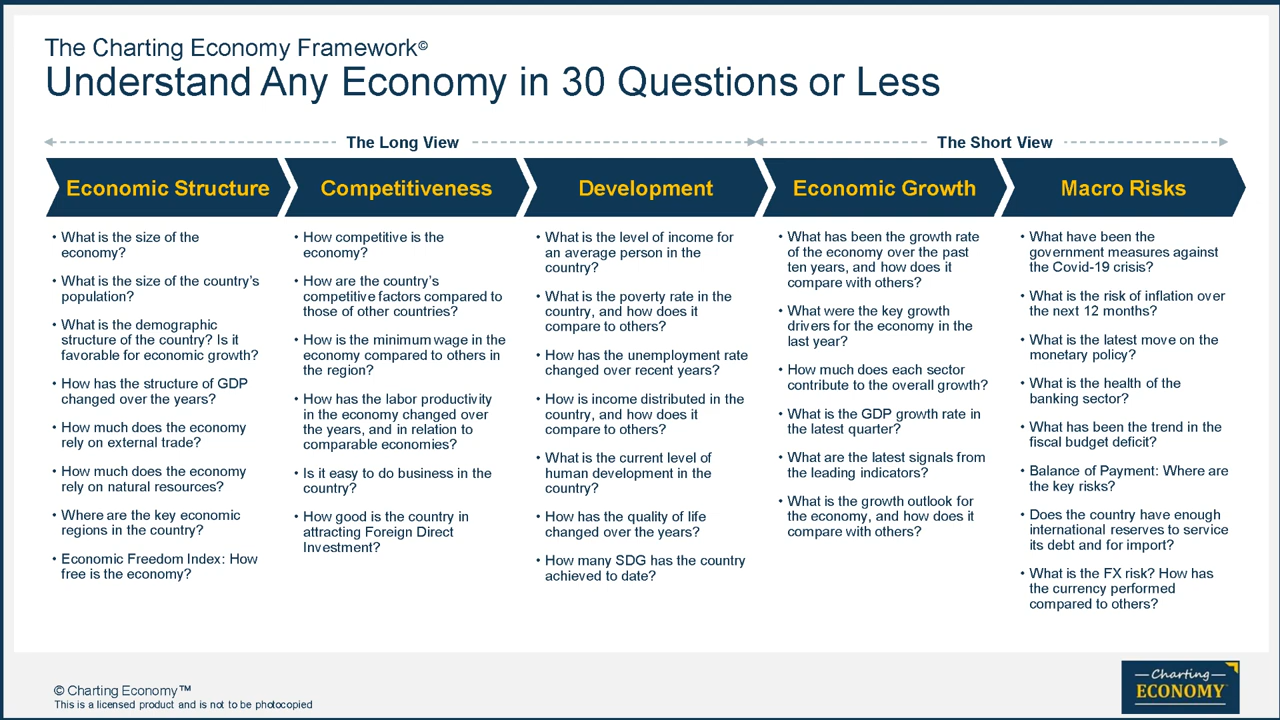 The Charting Economy Framework©
Understand Any Economy in 30 Questions or Less
The Long View
The Short View
Economic Structure
• What is the size of the
economy?
• What is the size of the country's
population?
• What is the demographic
structure of the country? Is it
favorable for economic growth?
• How has the structure of GDP
changed over the years?
• How much does the economy
rely on external trade?
• How much does the economy
rely on natural resources?
• Where are the key economic
regions in the country?
• Economic Freedom Index: How
free is the economy?
Competitiveness
• How competitive is the
economy?
• How are the country's
competitive factors compared to
those of other countries?
• How is the minimum wage in the
economy compared to others in
the region?
• How has the labor productivity
in the economy changed over
the years, and in relation to
comparable economies?
• Is it easy to do business in the
country?
• How good is the country in
attracting Foreign Direct
Investment?
Development
• What is the level of income for
an average person in the
country?
• What is the poverty rate in the
country, and how does it
compare to others?
• How has the unemployment rate
changed over recent years?
• How is income distributed in the
country, and how does it
compare to others?
• What is the current level of
human development in the
country?
• How has the quality of life
changed over the years?
• How many SDG has the country
achieved to date?
Economic Growth
• What has been the growth rate
of the economy over the past
ten years, and how does it
compare with others?
• What were the key growth
drivers for the economy in the
last year?
• How much does each sector
contribute to the overall growth?
• What is the GDP growth rate in
the latest quarter?
• What are the latest signals from
the leading indicators?
• What is the growth outlook for
the economy, and how does it
compare with others?
Macro Risks
• What have been the
government measures against
the Covid-19 crisis?
• What is the risk of inflation over
the next 12 months?
• What is the latest move on the
monetary policy?
• What is the health of the
banking sector?
• What has been the trend in the
fiscal budget deficit?
• Balance of Payment: Where are
the key risks?
• Does the country have enough
international reserves to service
its debt and for import?
• What is the FX risk? How has
the currency performed
compared to others?
© Charting Economy™
This is a licensed product and is not to be photocopied
Charting
ECONOMY